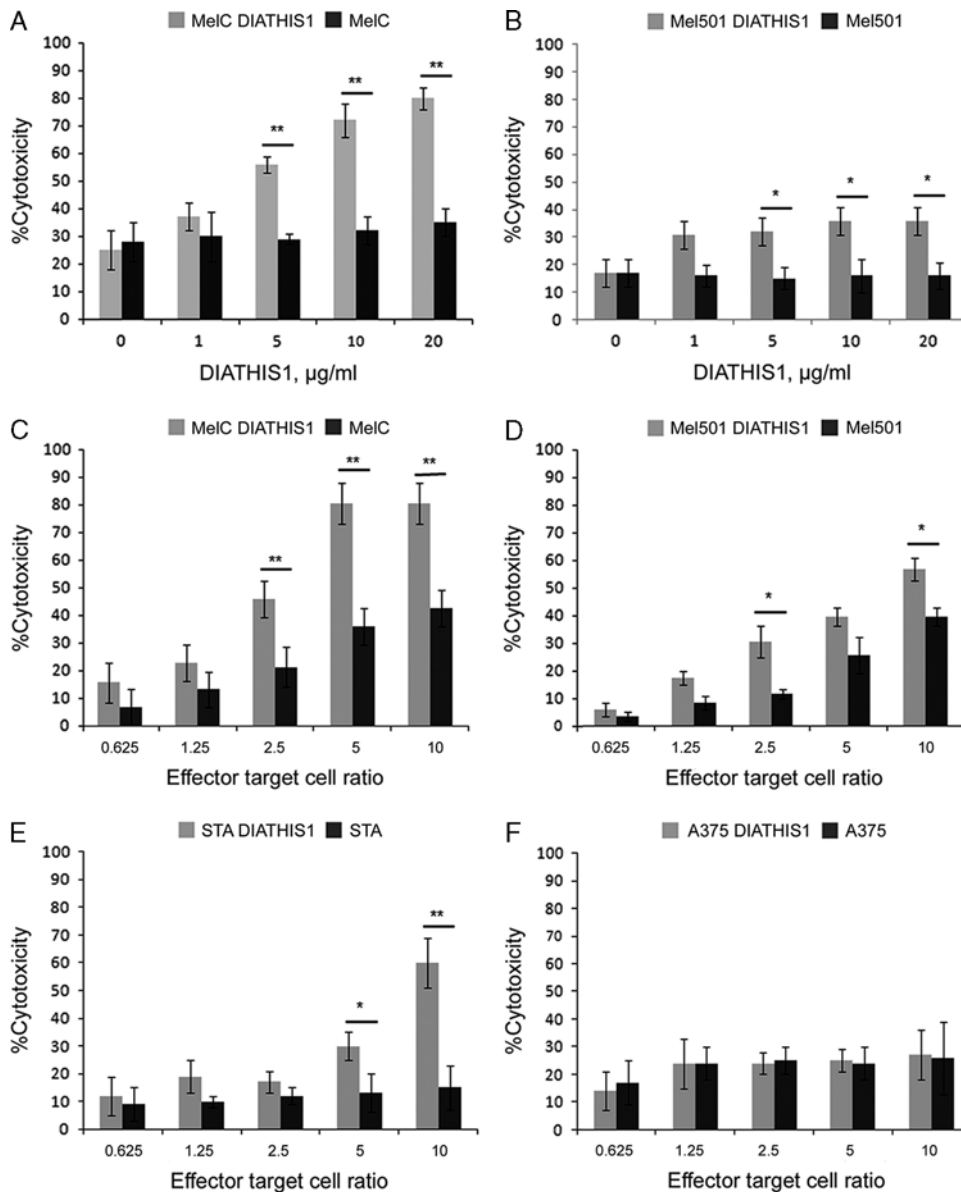 A
MelC DIATHIS1 MelC
%Cytotoxicity
100
90
80
70
60
50
40
30
20
10
0
** ** **
0 1 5 10 20
DIATHIS1, µg/ml
B
Mel501 DIATHIS1 Mel501
%Cytotoxicity
100
90
80
70
60
50
40
30
20
10
0
* * *
0 1 5 10 20
DIATHIS1, µg/ml
C
MelC DIATHIS1 MelC
%Cytotoxicity
100
90
80
70
60
50
40
30
20
10
0
** ** **
0.625 1.25 2.5 5 10
Effector target cell ratio
D
Mel501 DIATHIS1 Mel501
%Cytotoxicity
100
90
80
70
60
50
40
30
20
10
0
* *
0.625 1.25 2.5 5 10
Effector target cell ratio
E
STA DIATHIS1 STA
%Cytotoxicity
100
90
80
70
60
50
40
30
20
10
0
* **
0.625 1.25 2.5 5 10
Effector target cell ratio
F
A375 DIATHIS1 A375
%Cytotoxicity
100
90
80
70
60
50
40
30
20
10
0
0.625 1.25 2.5 5 10
Effector target cell ratio